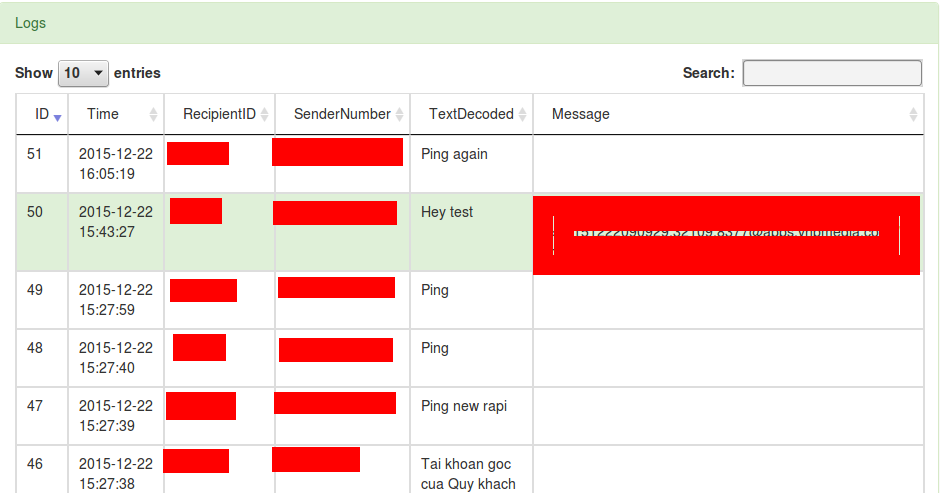 Logs
Show 10 entries
Search:
ID Time RecipientID SenderNumber TextDecoded Message
51 2015-12-22 Ping again
16:05:19
50 2015-12-22 Hey test
15:43:27
49 2015-12-22 Ping
15:27:59
48 2015-12-22 Ping
15:27:40
47 2015-12-22 Ping new rapi
15:27:39
46 2015-12-22 Tai khoan goc
15:27:38 cua Quy khach